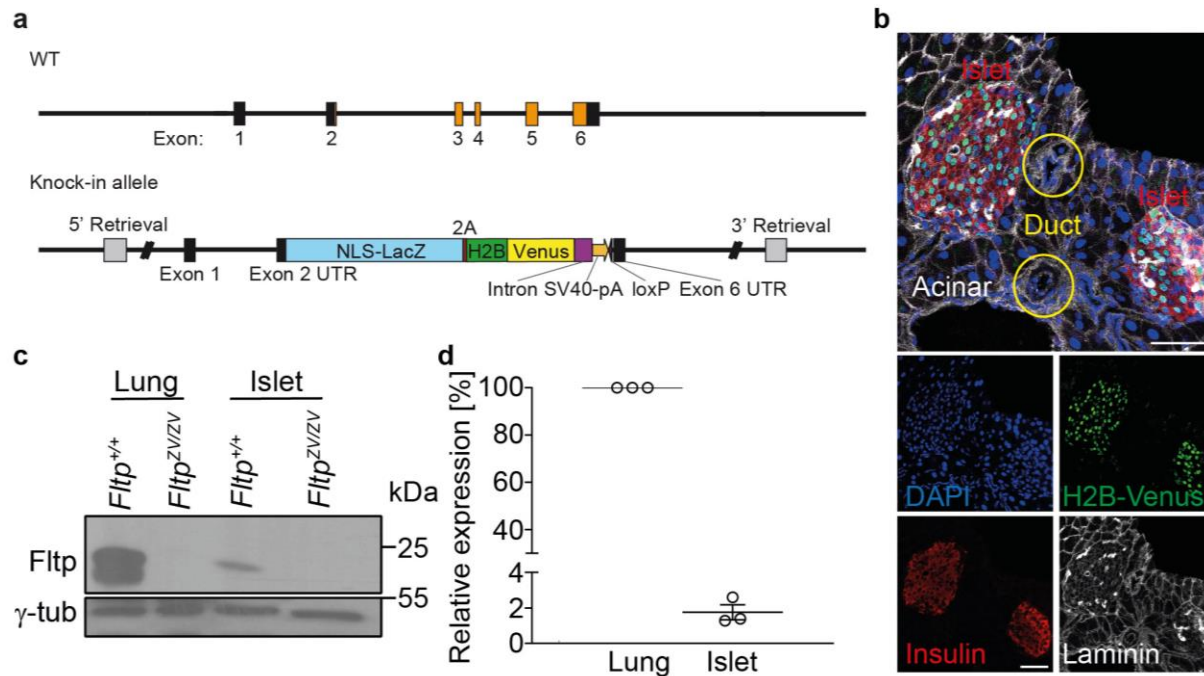 a
WT
Exon:
1
2
3
4
5
6
Knock-in allele
5’ Retrieval
2A
3’ Retrieval
NLS-LacZ
H2B
Venus
Exon 1
Exon 2 UTR
Intron SV40-pA loxP Exon 6 UTR
b
Islet
Islet
Duct
Acinar
DAPI
H2B-Venus
Insulin
Laminin
c
Lung
Islet
Fltp+/+
FltpZV/ZV
Fltp+/+
FltpZV/ZV
kDa
Fltp
25
55
γ-tub
d
Relative expression [%]
100
80
60
40
4
2
0
Lung
Islet